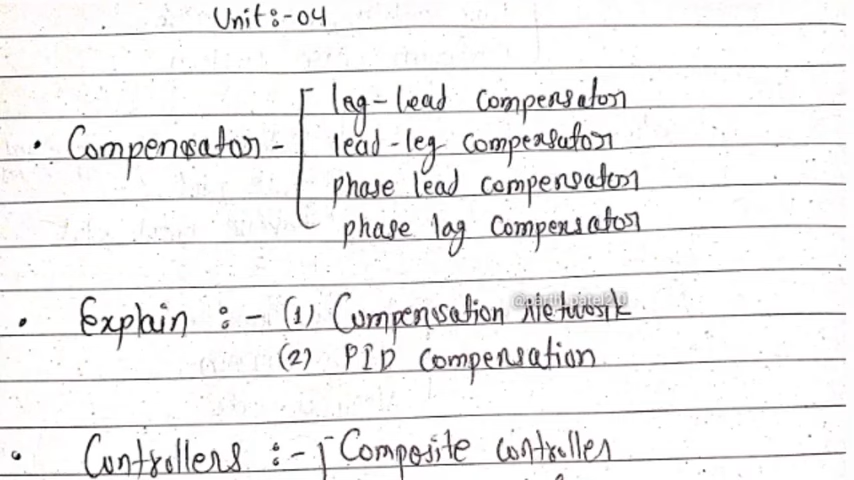 Unit:-04
lag-lead compensator
• Compensator - lead-leg compensator
phase lead compensator
phase lag compensator
• Explain :- (1) Compensation Network
(2) PID compensation
• Controllers :- Composite controller